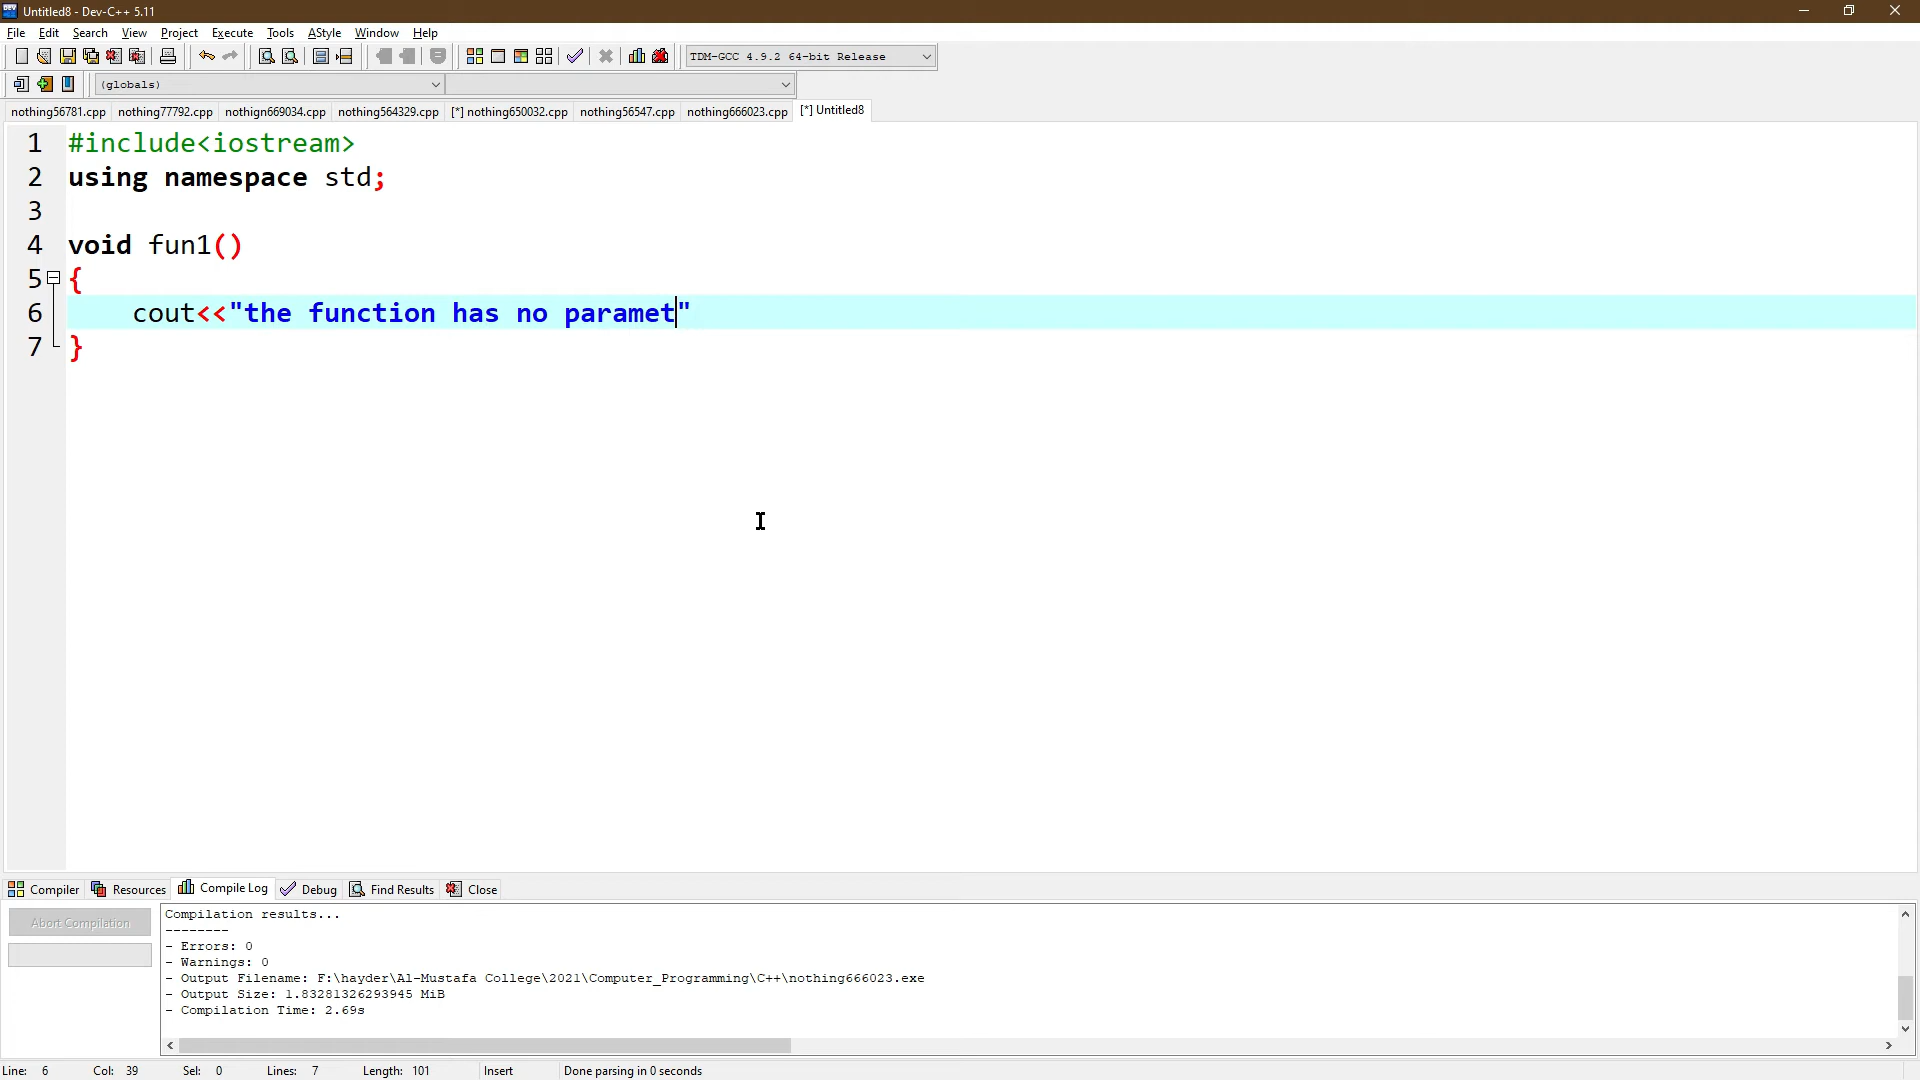 Untitled8 - Dev-C++ 5.11
File Edit Search View Project Execute Tools AStyle Window Help
TDM-GCC 4.9.2 64-bit Release
(globals)
nothing56781.cpp nothing77792.cpp nothign669034.cpp nothing564329.cpp [*] nothing650032.cpp nothing56547.cpp nothing666023.cpp [*] Untitled8
1 #include<iostream>
2 using namespace std;
3
4 void fun1()
5 {
6 cout<<"the function has no paramet"
7 }
Compiler Resources Compile Log Debug Find Results Close
Abort Compilation
Compilation results...
--------
- Errors: 0
- Warnings: 0
- Output Filename: F:\hayder\Al-Mustafa College\2021\Computer_Programming\C++\nothing666023.exe
- Output Size: 1.83281326293945 MiB
- Compilation Time: 2.69s
Line: 6 Col: 39 Sel: 0 Lines: 7 Length: 101 Insert Done parsing in 0 seconds